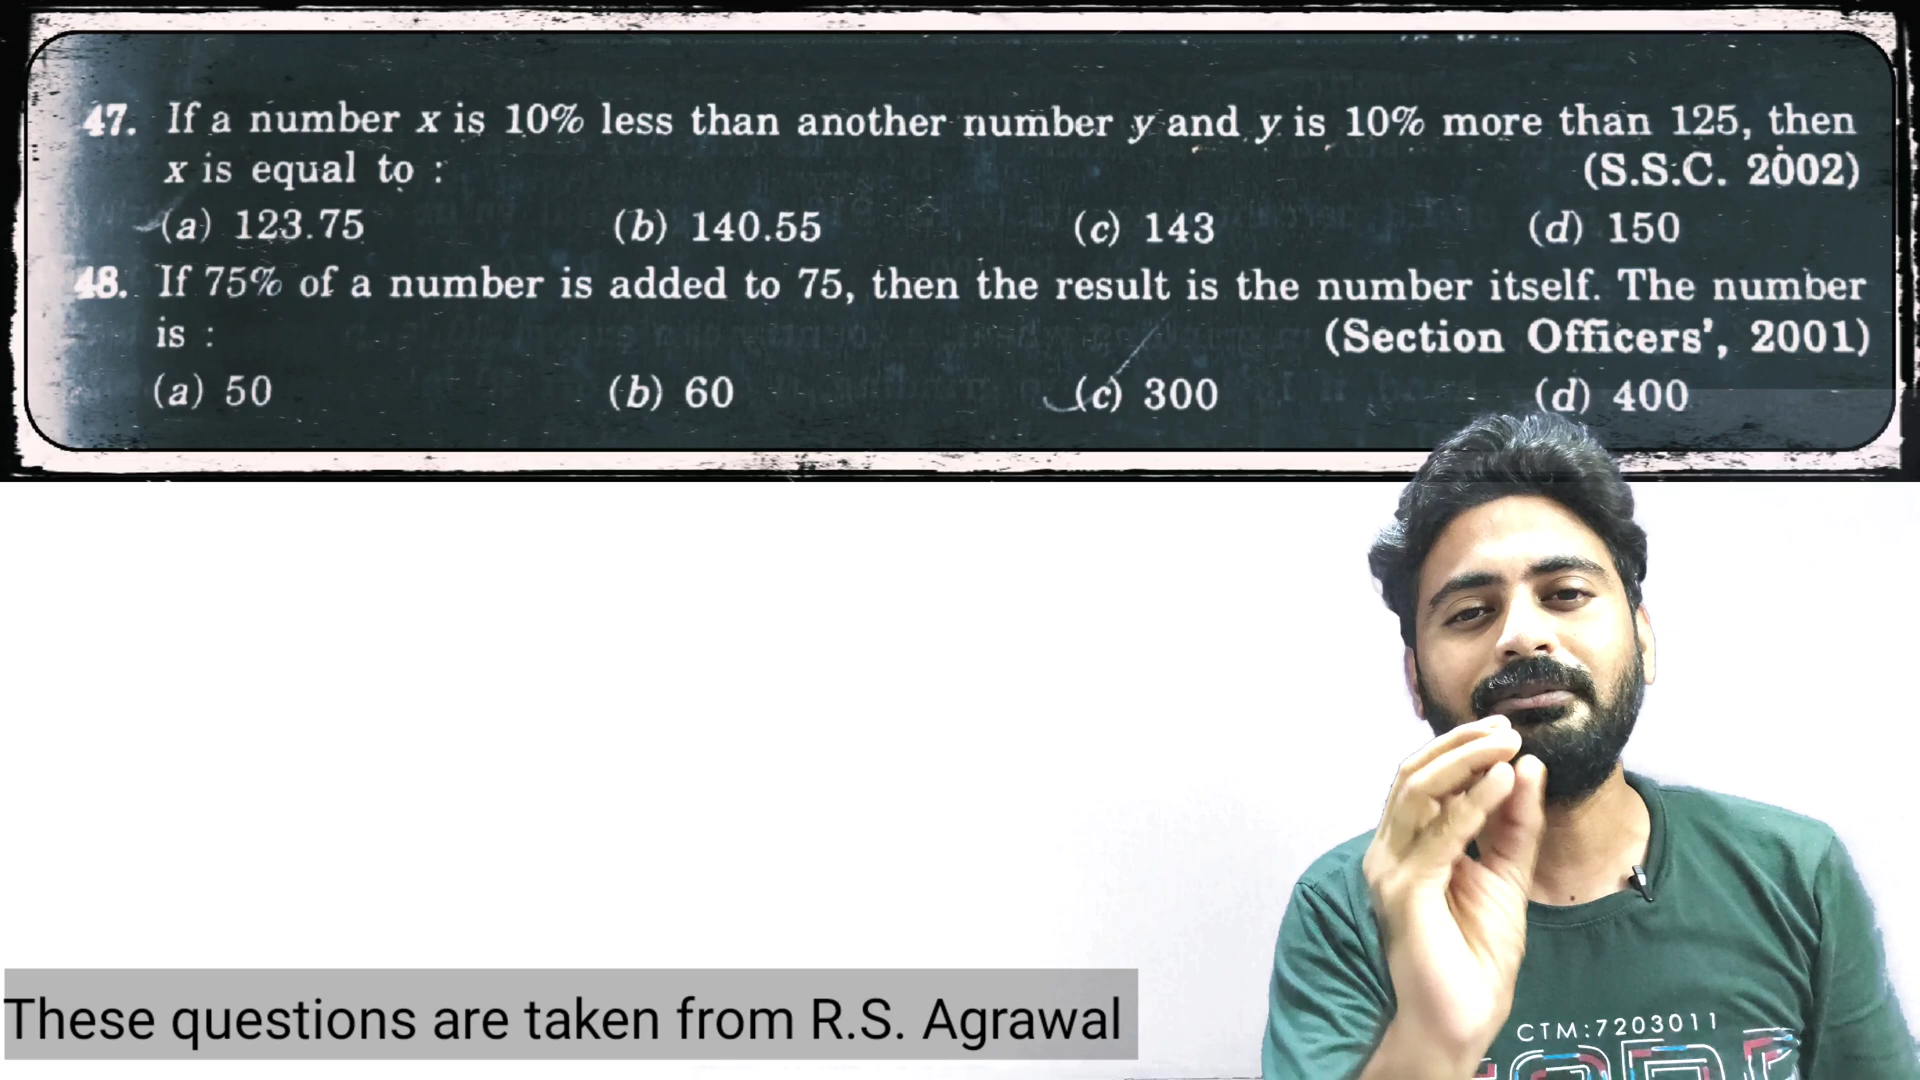 47. If a number x is 10% less than another number y and y is 10% more than 125, then
x is equal to : (S.S.C. 2002)
(a) 123.75 (b) 140.55 (c) 143 (d) 150
48. If 75% of a number is added to 75, then the result is the number itself. The number
is : (Section Officers', 2001)
(a) 50 (b) 60 (c) 300 (d) 400
These questions are taken from R.S. Agrawal
CTM:7203011